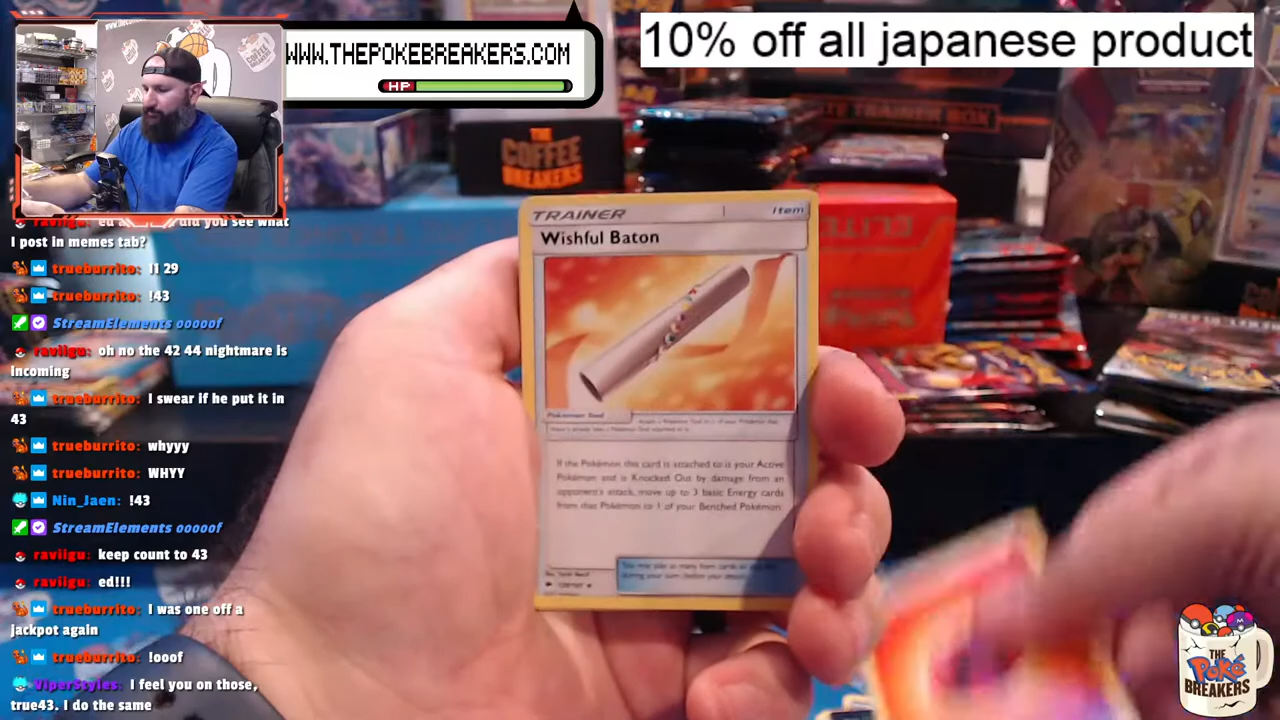 WWW.THEPOKEBREAKERS.COM
HP
10% off all japanese product
THE
COFFEE
BREAKERS
ELITE TRAINER BOX
TRAINER
Item
Wishful Baton
Pokémon Tool
If the Pokémon this card is attached to is your Active
Pokémon and is Knocked Out by damage from an
opponent's attack, move up to 3 basic Energy cards
from that Pokémon to 1 of your Benched Pokémon
did you see what
I post in memes tab?
trueburrito: !1 29
trueburrito: !43
StreamElements ooooof
raviigu: oh no the 42 44 nightmare is
incoming
trueburrito: I swear if he put it in
43
trueburrito: whyyy
trueburrito: WHYY
Nin_Jaen: !43
StreamElements ooooof
raviigu: keep count to 43
raviigu: ed!!!
trueburrito: I was one off a
jackpot again
trueburrito: !ooof
ViperStyles: I feel you on those,
true43. I do the same
THE
Poké
BREAKERS